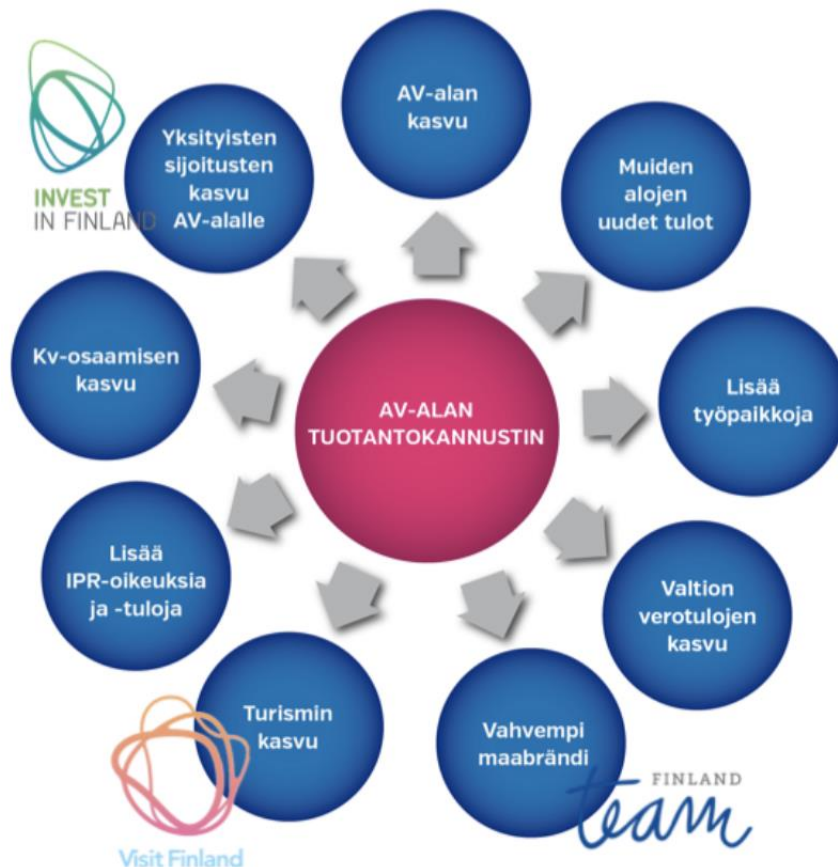 AV-alan
kasvu
Yksityisten
sijoitusten
kasvu
AV-alalle
INVEST
IN FINLAND
Muiden
alojen
uudet tulot
Kv-osaamisen
kasvu
AV-ALAN
TUOTANTOKANNUSTIN
Lisää
työpaikkoja
Lisää
IPR-oikeuksia
ja -tuloja
Valtion
verotulojen
kasvu
Turismin
kasvu
Vahvempi
maabrändi
FINLAND
team
Visit Finland